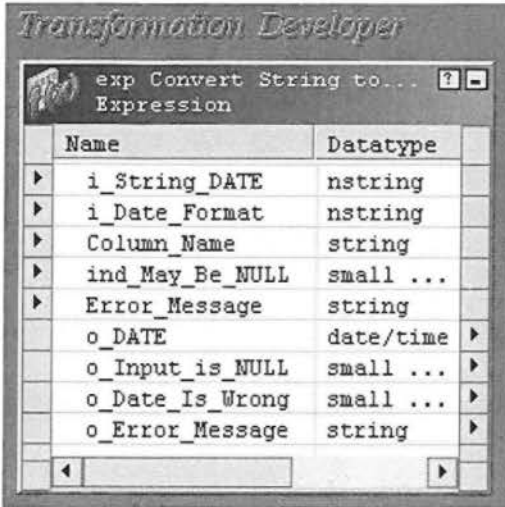 Transformation Developer
exp Convert String to... ? -
Expression
Name Datatype
i_String_DATE nstring
i_Date_Format nstring
Column_Name string
ind_May_Be_NULL small ...
Error_Message string
o_DATE date/time
o_Input_is_NULL small ...
o_Date_Is_Wrong small ...
o_Error_Message string